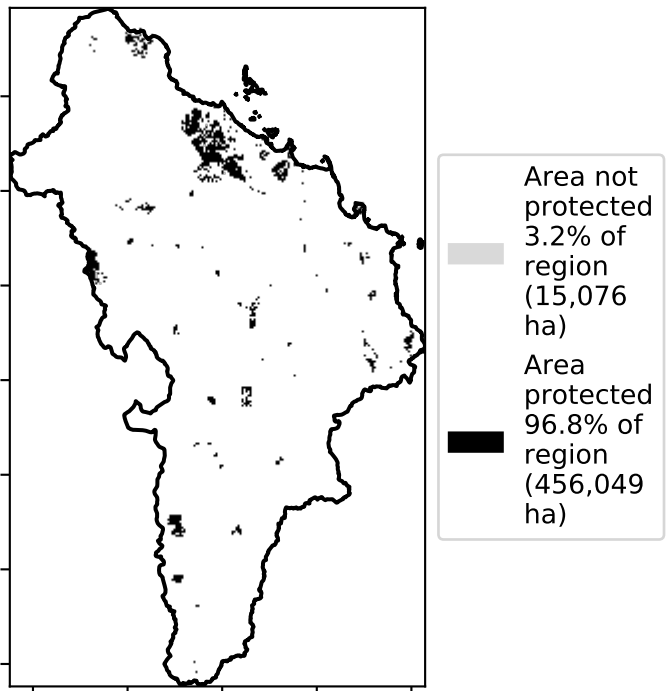 Area not
protected
3.2% of
region
(15,076
ha)
Area
protected
96.8% of
region
(456,049
ha)